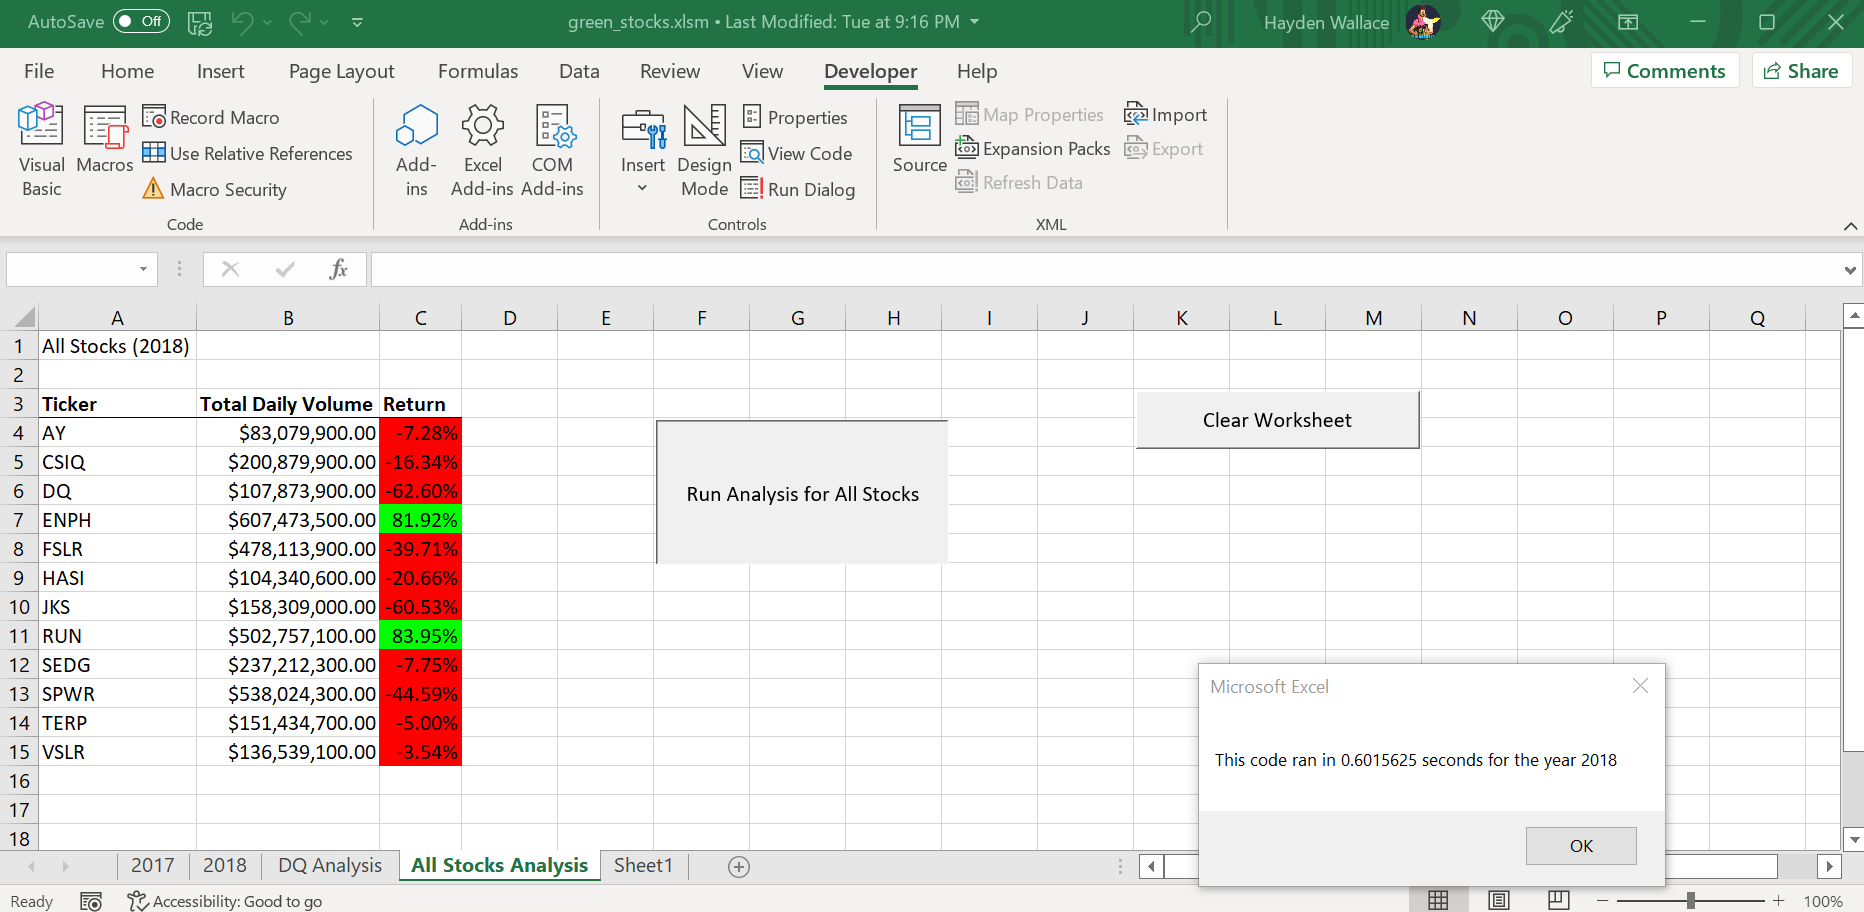 AutoSave Off green_stocks.xlsm • Last Modified: Tue at 9:16 PM Hayden Wallace
File Home Insert Page Layout Formulas Data Review View Developer Help Comments Share
Visual Basic
Macros
Record Macro
Use Relative References
Macro Security
Code
Add-ins
Excel Add-ins
COM Add-ins
Add-ins
Insert
Design Mode
Properties
View Code
Run Dialog
Controls
Source
Map Properties
Expansion Packs
Refresh Data
Import
Export
XML
fx
A B C D E F G H I J K L M N O P Q
1 All Stocks (2018)
2
3 Ticker Total Daily Volume Return
4 AY $83,079,900.00 -7.28%
5 CSIQ $200,879,900.00 -16.34%
6 DQ $107,873,900.00 -62.60%
7 ENPH $607,473,500.00 81.92%
8 FSLR $478,113,900.00 -39.71%
9 HASI $104,340,600.00 -20.66%
10 JKS $158,309,000.00 -60.53%
11 RUN $502,757,100.00 83.95%
12 SEDG $237,212,300.00 -7.75%
13 SPWR $538,024,300.00 -44.59%
14 TERP $151,434,700.00 -5.00%
15 VSLR $136,539,100.00 -3.54%
16
17
18
Run Analysis for All Stocks
Clear Worksheet
Microsoft Excel
This code ran in 0.6015625 seconds for the year 2018
OK
2017 2018 DQ Analysis All Stocks Analysis Sheet1
Ready Accessibility: Good to go 100%